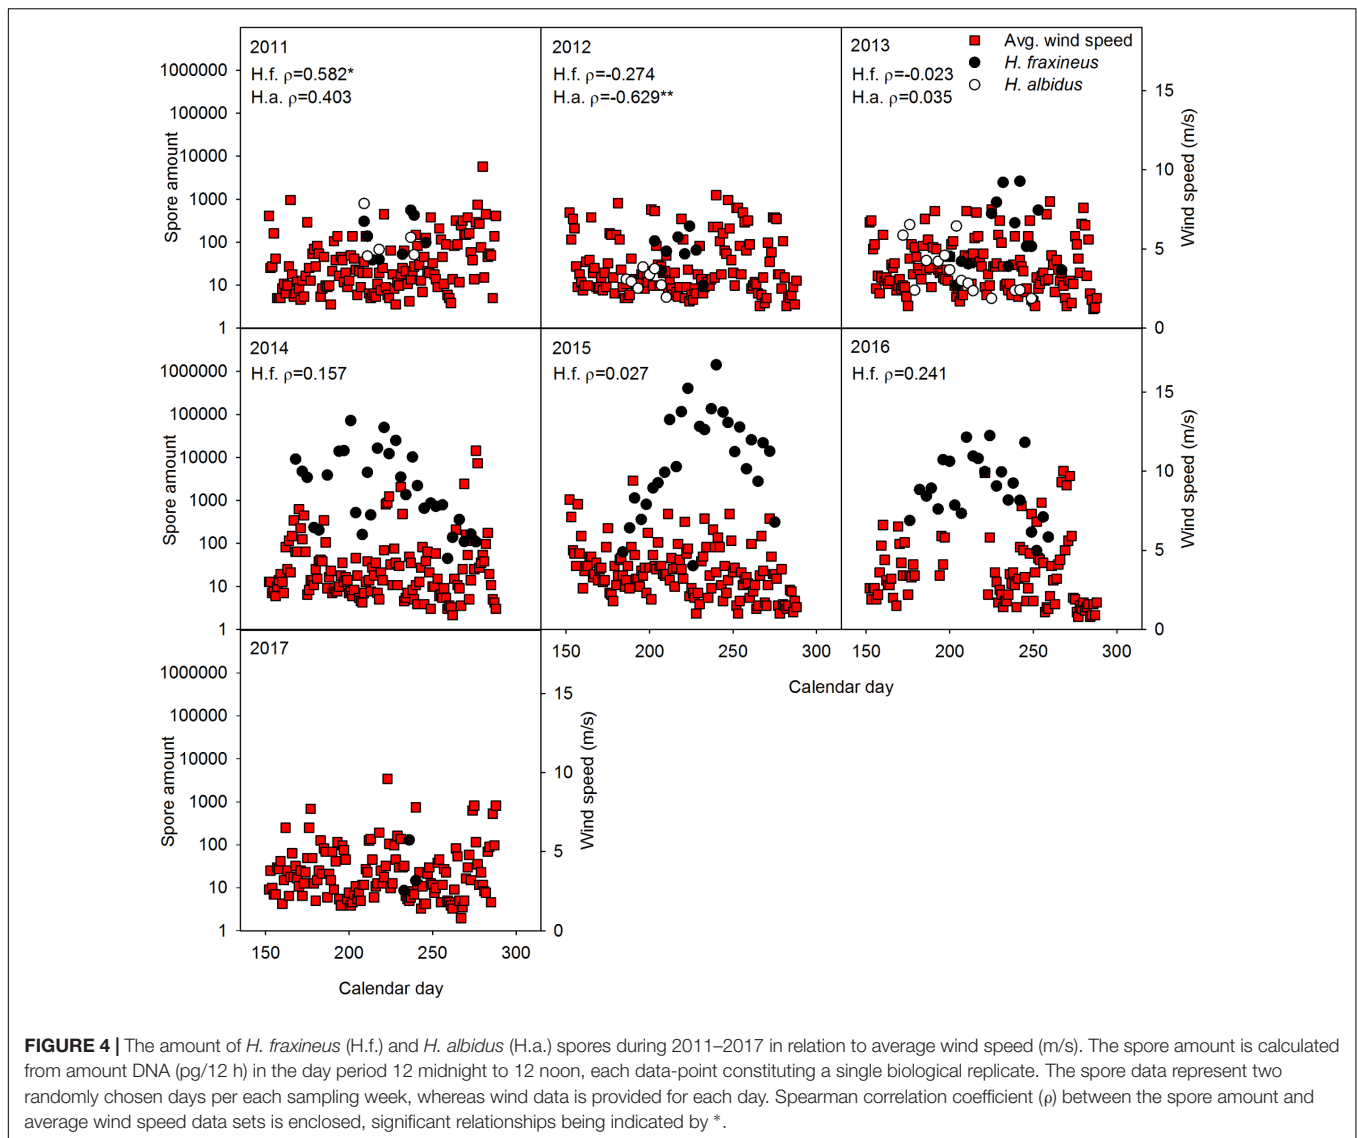 2011
H.f. ρ=0.582*
H.a. ρ=0.403
2012
H.f. ρ=-0.274
H.a. ρ=-0.629**
2013
H.f. ρ=-0.023
H.a. ρ=0.035
Avg. wind speed
H. fraxineus
H. albidus
1000000
100000
10000
1000
100
10
1
Spore amount
15
10
5
0
Wind speed (m/s)
2014
H.f. ρ=0.157
2015
H.f. ρ=0.027
2016
H.f. ρ=0.241
1000000
100000
10000
1000
100
10
1
Spore amount
15
10
5
0
Wind speed (m/s)
150 200 250 300
150 200 250 300
Calendar day
2017
1000000
100000
10000
1000
100
10
1
Spore amount
15
10
5
0
Wind speed (m/s)
150 200 250 300
Calendar day
FIGURE 4 | The amount of H. fraxineus (H.f.) and H. albidus (H.a.) spores during 2011–2017 in relation to average wind speed (m/s). The spore amount is calculated
from amount DNA (pg/12 h) in the day period 12 midnight to 12 noon, each data-point constituting a single biological replicate. The spore data represent two
randomly chosen days per each sampling week, whereas wind data is provided for each day. Spearman correlation coefficient (ρ) between the spore amount and
average wind speed data sets is enclosed, significant relationships being indicated by *.